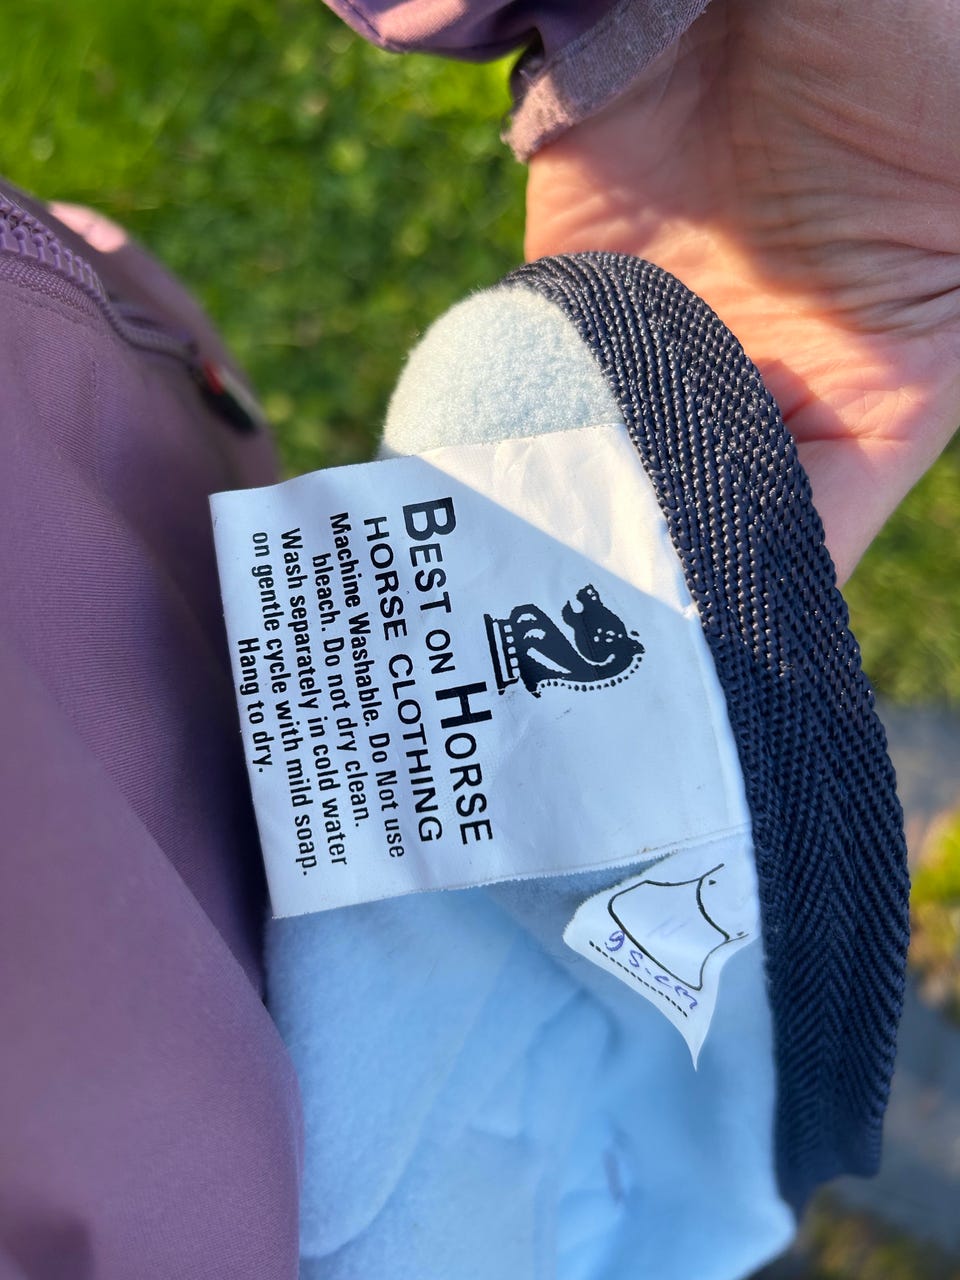 BEST ON HORSE
HORSE CLOTHING
Machine Washable. Do Not use
bleach. Do not dry clean.
Wash separately in cold water
on gentle cycle with mild soap.
Hang to dry.
95-cm